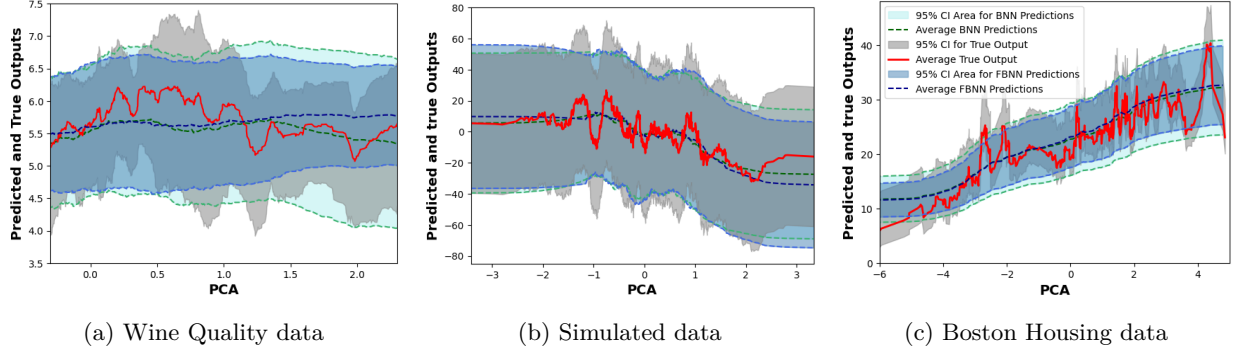 Predicted and True Outputs
7.5
7.0
6.5
6.0
5.5
5.0
4.5
4.0
3.5
0.0
0.5
1.0
1.5
2.0
PCA
(a) Wine Quality data
Predicted and true Outputs
80
60
40
20
0
−20
−40
−60
−80
−3
−2
−1
0
1
2
3
PCA
(b) Simulated data
Predicted and True Outputs
40
30
20
10
0
95% CI Area for BNN Predictions
Average BNN Predictions
95% CI for True Output
Average True Output
95% CI Area for FBNN Predictions
Average FBNN Predictions
−6
−4
−2
0
2
4
PCA
(c) Boston Housing data